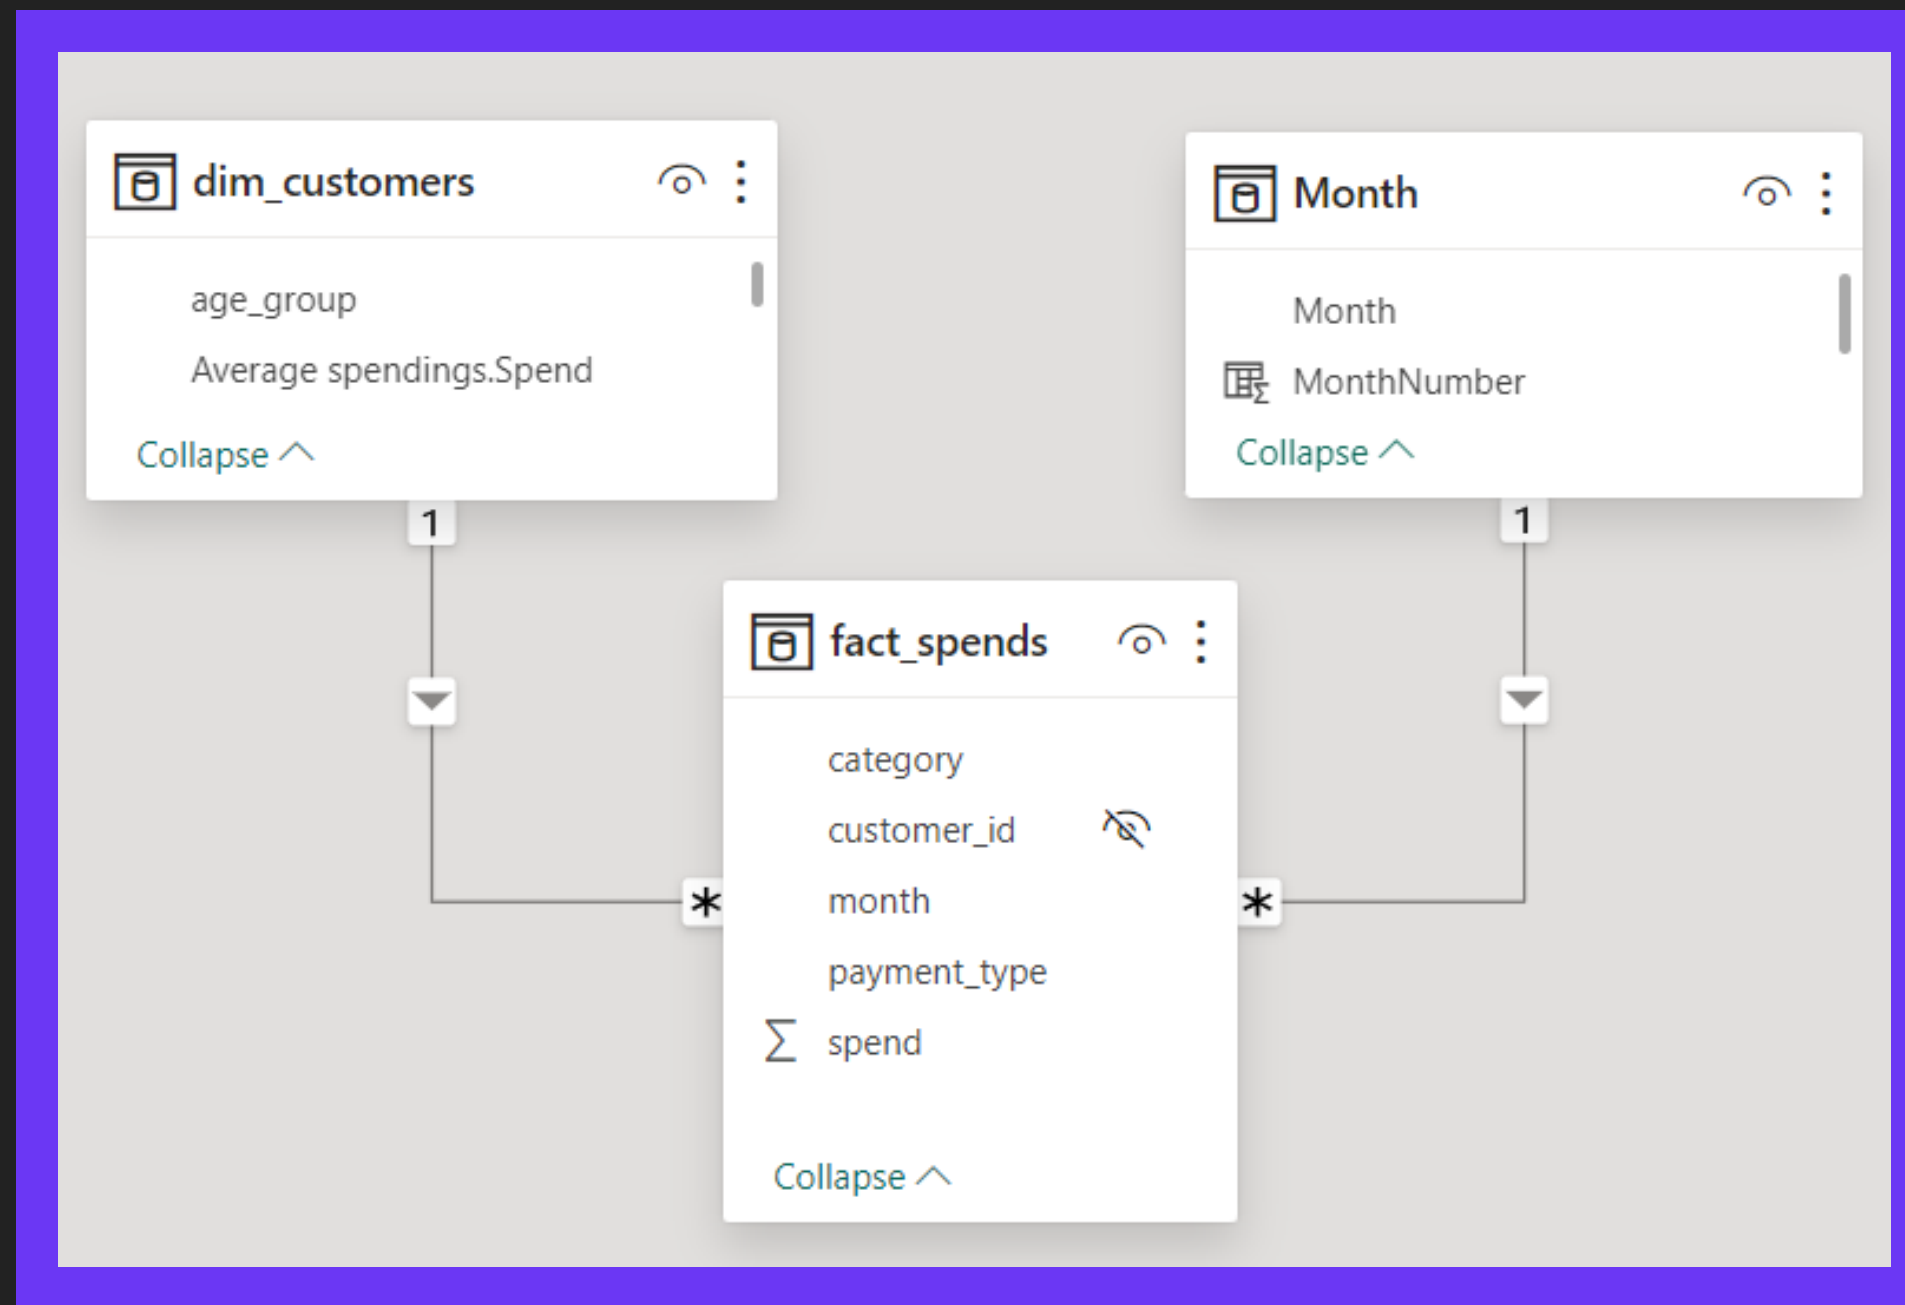 dim_customers
age_group
Average spendings.Spend
Collapse
1
Month
Month
MonthNumber
Collapse
1
fact_spends
category
customer_id
month
payment_type
spend
Collapse
*
*